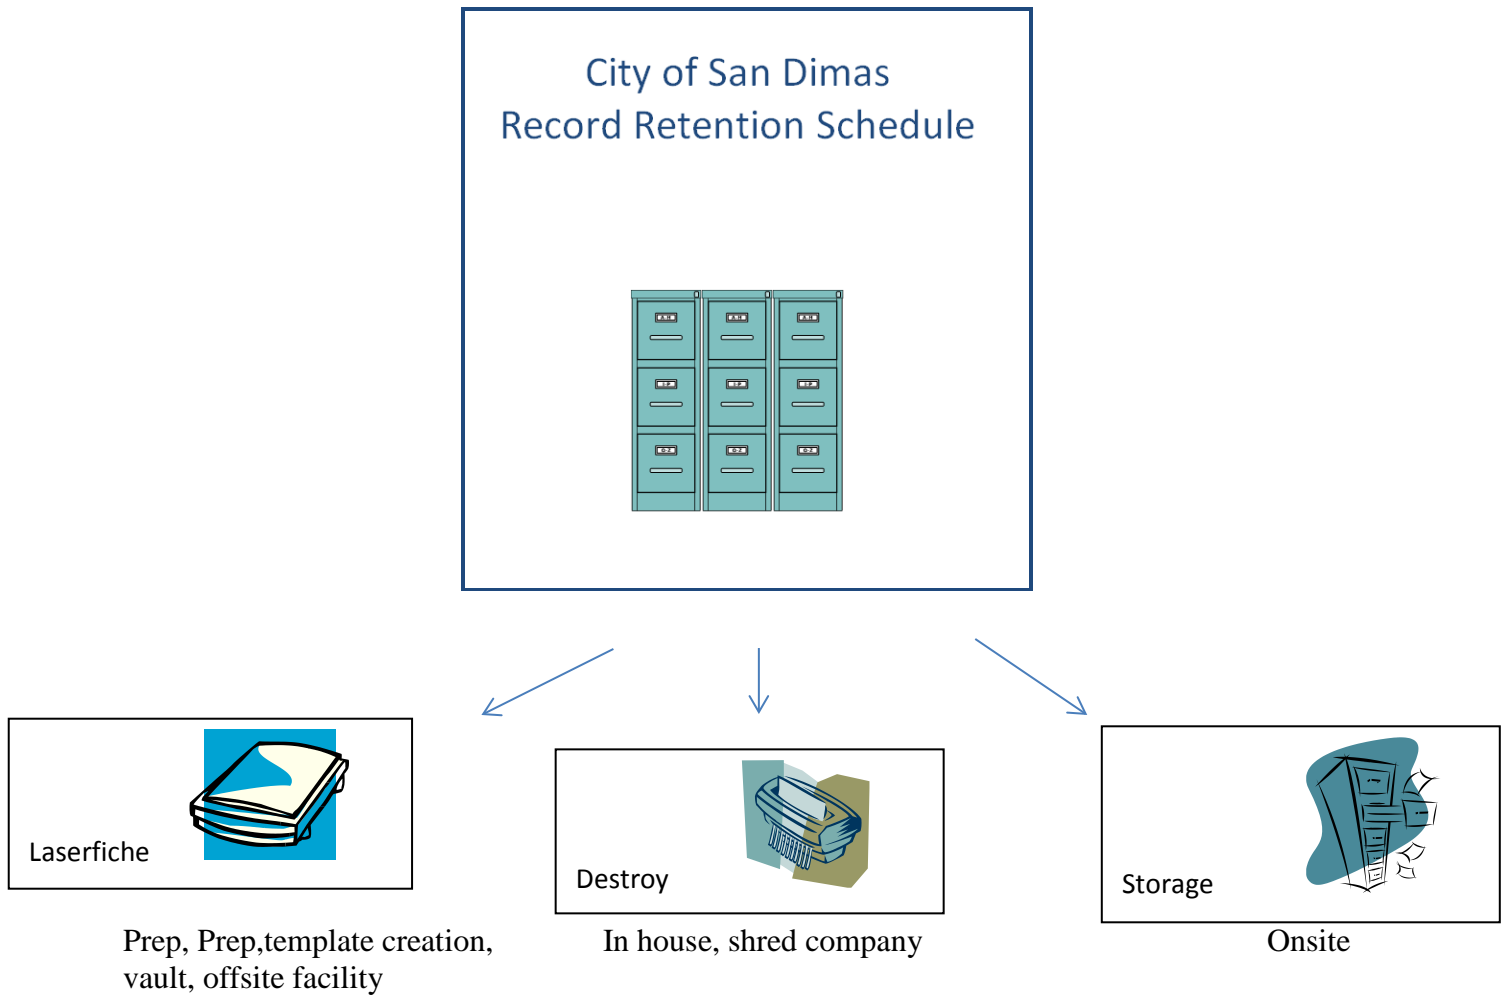 City of San Dimas
Record Retention Schedule
A-H
A-H
A-H
I-P
I-P
I-P
Q-Z
Q-Z
Q-Z
Laserfiche
Destroy
Storage
Prep, Prep,template creation,
vault, offsite facility
In house, shred company
Onsite